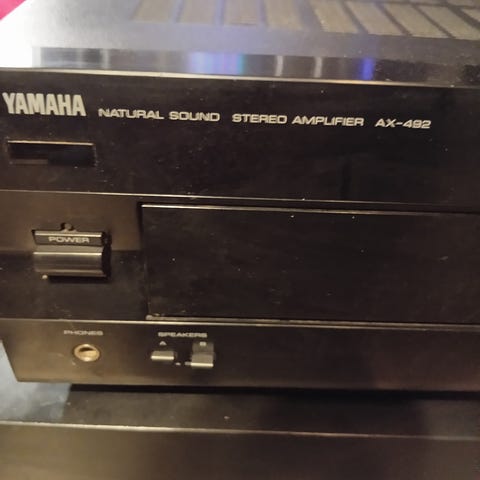 YAMAHA NATURAL SOUND STEREO AMPLIFIER AX-492
POWER
PHONES SPEAKERS
A B